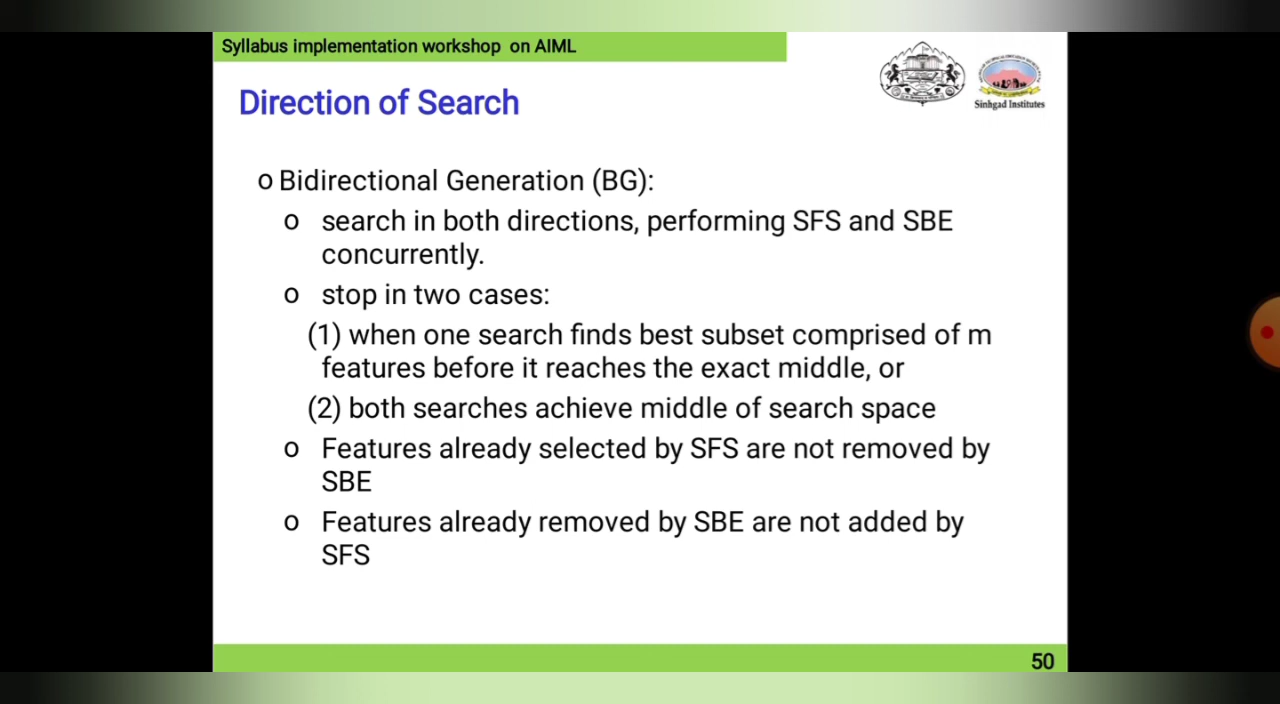 Syllabus implementation workshop on AIML
Sinhgad Institutes
Direction of Search
o Bidirectional Generation (BG):
o search in both directions, performing SFS and SBE
concurrently.
o stop in two cases:
(1) when one search finds best subset comprised of m
features before it reaches the exact middle, or
(2) both searches achieve middle of search space
o Features already selected by SFS are not removed by
SBE
o Features already removed by SBE are not added by
SFS
50